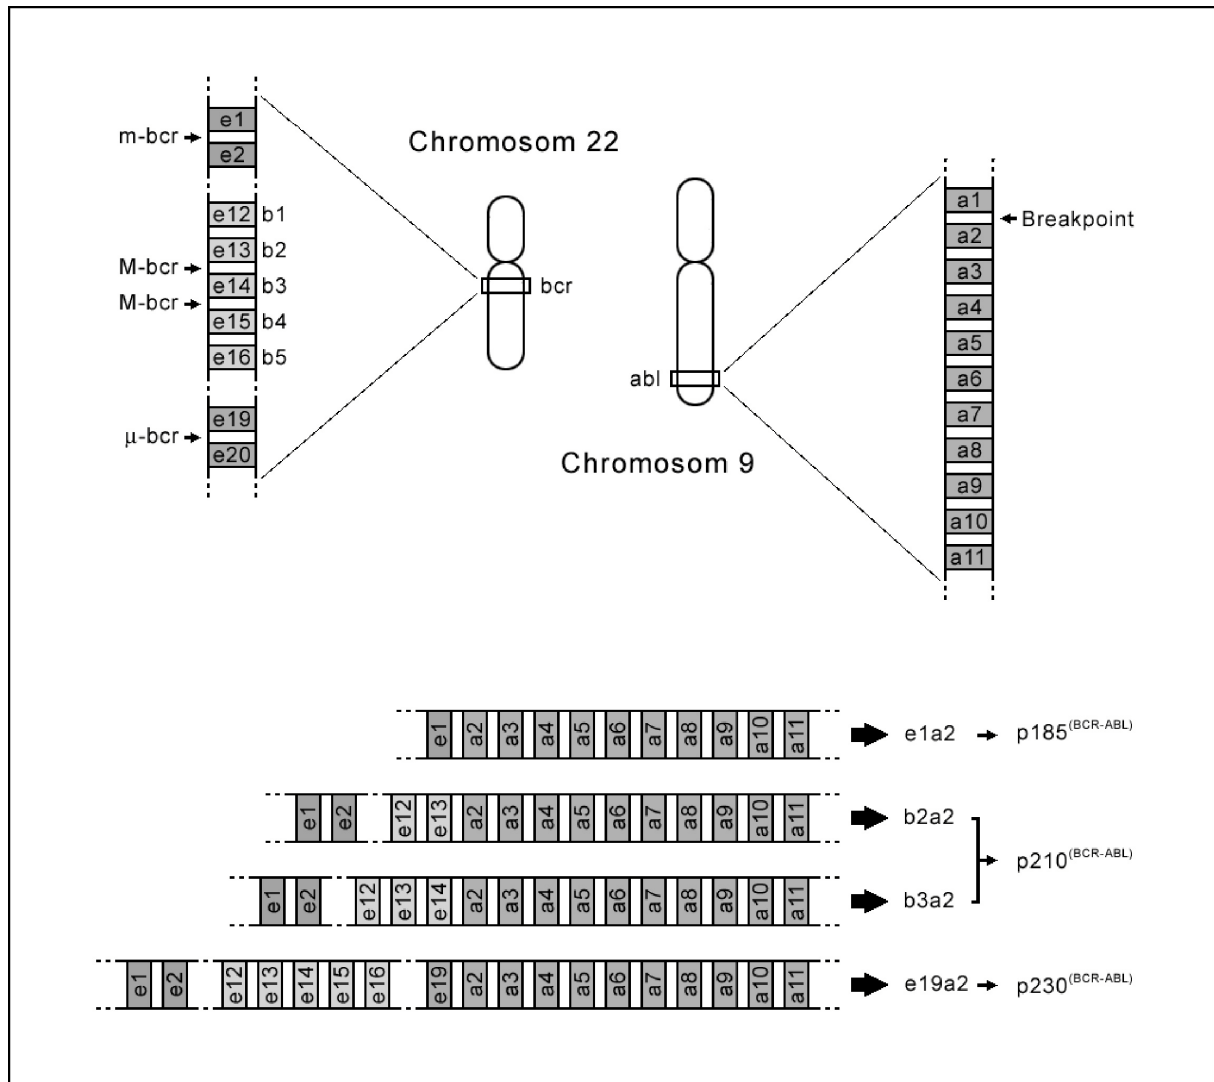 e1
m-bcr
e2
Chromosom 22
e12 b1
e13 b2
M-bcr
e14 b3
M-bcr
e15 b4
e16 b5
e19
μ-bcr
e20
bcr
abl
Chromosom 9
a1
Breakpoint
a2
a3
a4
a5
a6
a7
a8
a9
a10
a11
e1 a2 a3 a4 a5 a6 a7 a8 a9 a10 a11 e1a2 p185(BCR-ABL)
e1 e2 e12 e13 a2 a3 a4 a5 a6 a7 a8 a9 a10 a11 b2a2
p210(BCR-ABL)
e1 e2 e12 e13 e14 a2 a3 a4 a5 a6 a7 a8 a9 a10 a11 b3a2
e1 e2 e12 e13 e14 e15 e16 e19 a2 a3 a4 a5 a6 a7 a8 a9 a10 a11 e19a2 p230(BCR-ABL)